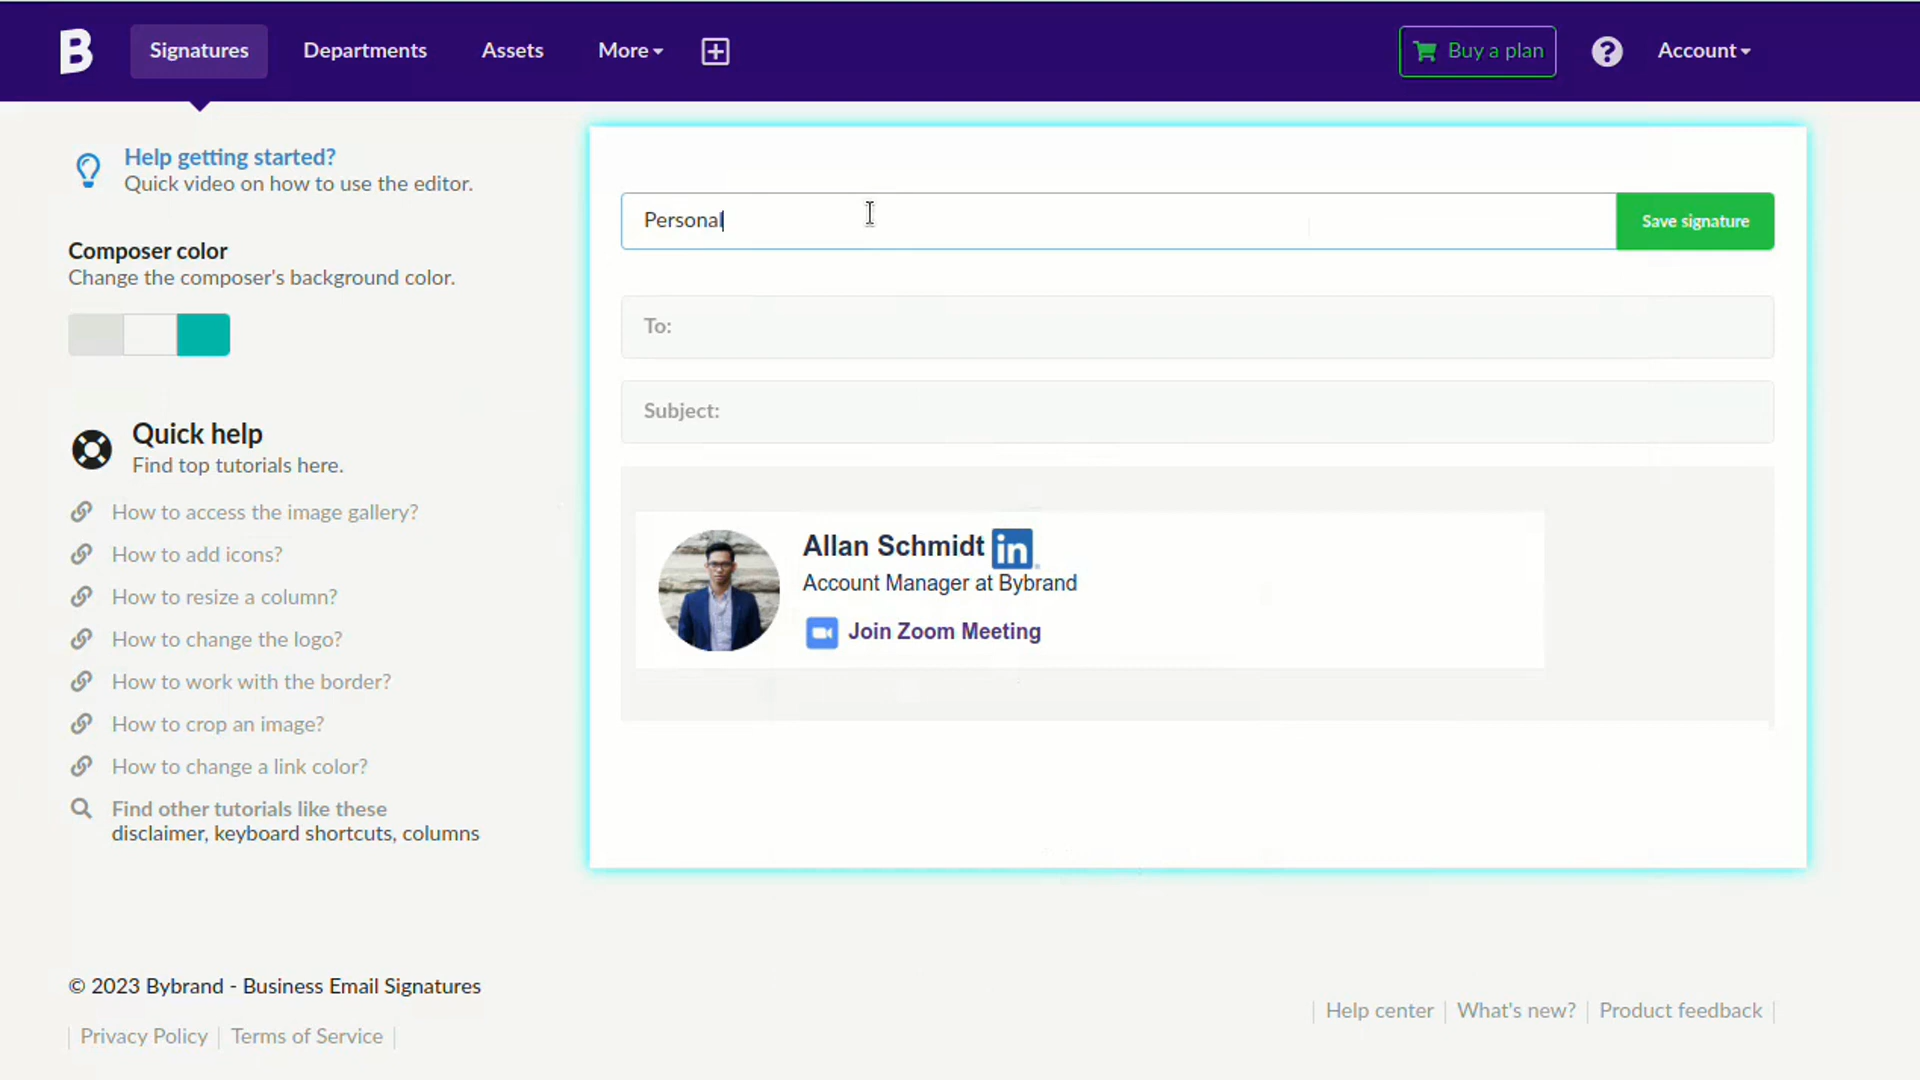 B
Signatures
Departments
Assets
More
Buy a plan
?
Account
Help getting started?
Quick video on how to use the editor.
Composer color
Change the composer's background color.
Quick help
Find top tutorials here.
How to access the image gallery?
How to add icons?
How to resize a column?
How to change the logo?
How to work with the border?
How to crop an image?
How to change a link color?
Find other tutorials like these
disclaimer, keyboard shortcuts, columns
Personal
Save signature
To:
Subject:
Allan Schmidt in
Account Manager at Bybrand
Join Zoom Meeting
© 2023 Bybrand - Business Email Signatures
| Privacy Policy | Terms of Service |
| Help center | What's new? | Product feedback |